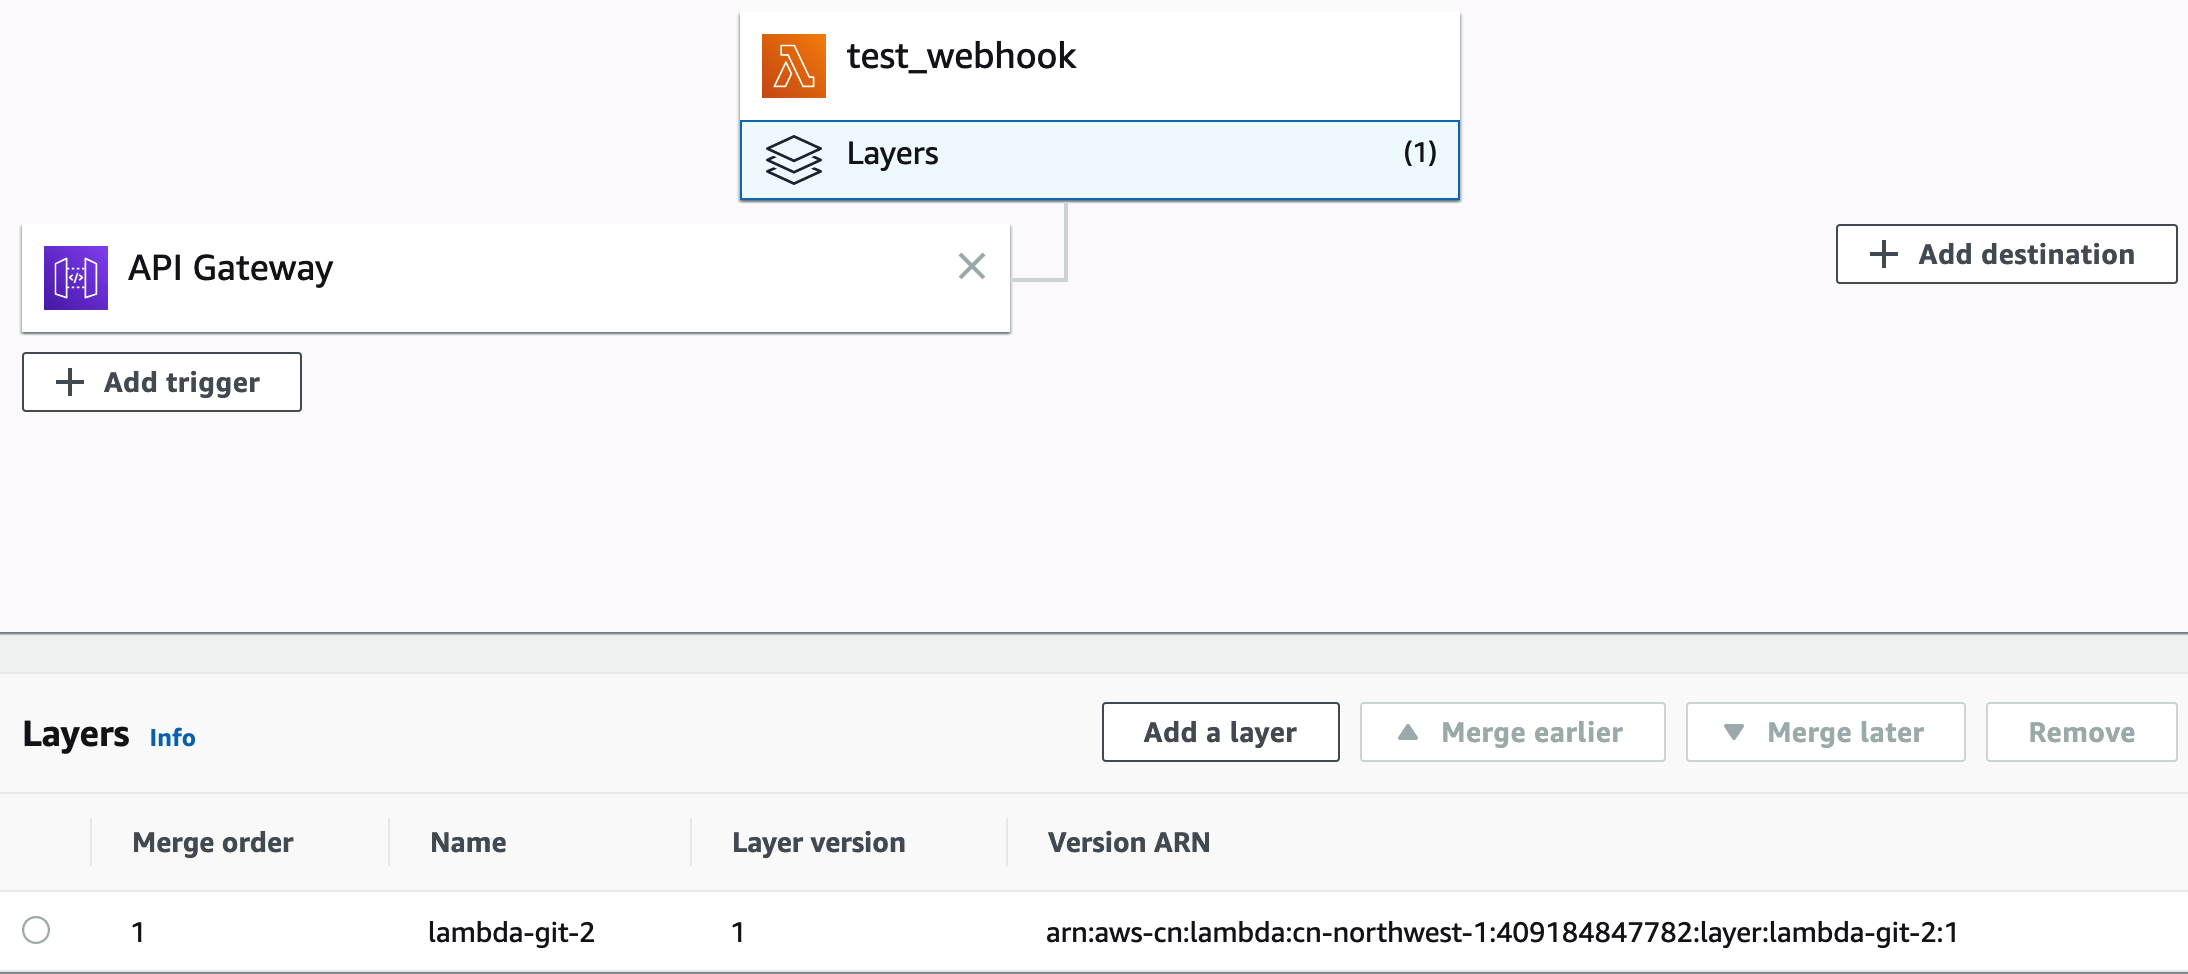 test_webhook
Layers (1)
API Gateway
Add destination
Add trigger
Layers Info Add a layer Merge earlier Merge later Remove
Merge order Name Layer version Version ARN
1 lambda-git-2 1 arn:aws-cn:lambda:cn-northwest-1:409184847782:layer:lambda-git-2:1